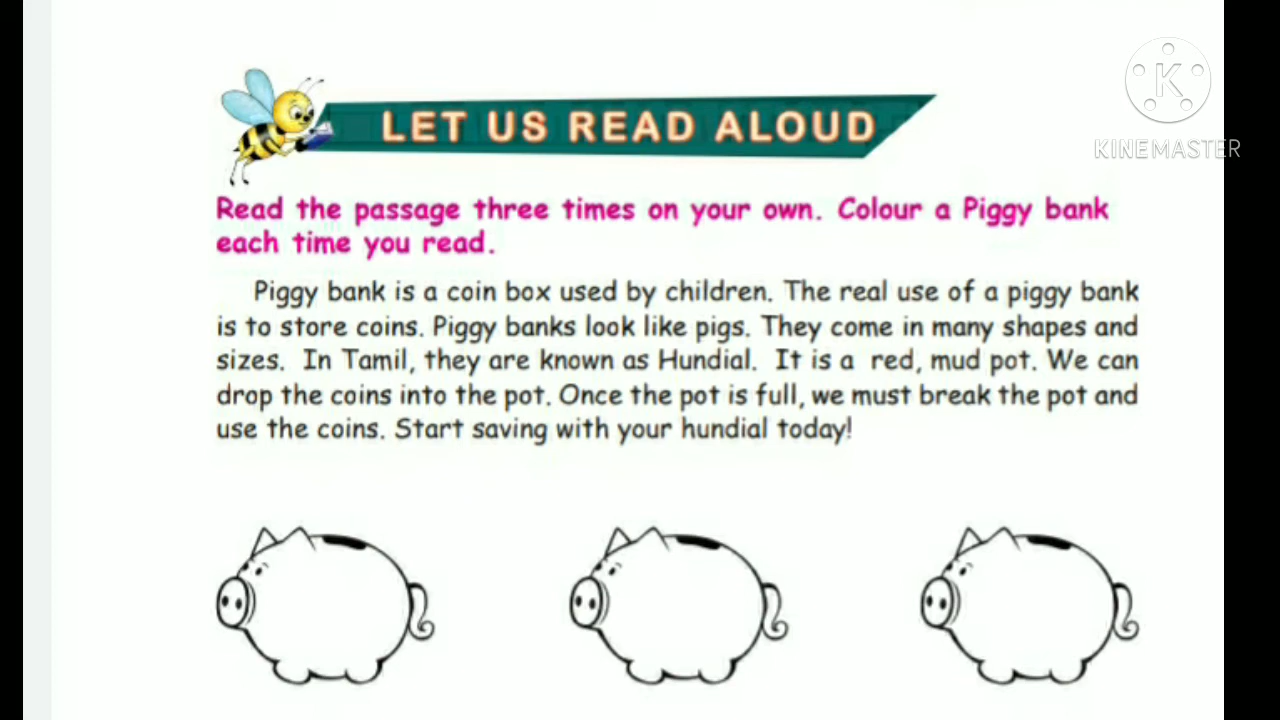 LET US READ ALOUD
K
KINEMASTER
Read the passage three times on your own. Colour a Piggy bank
each time you read.
Piggy bank is a coin box used by children. The real use of a piggy bank
is to store coins. Piggy banks look like pigs. They come in many shapes and
sizes. In Tamil, they are known as Hundial. It is a red, mud pot. We can
drop the coins into the pot. Once the pot is full, we must break the pot and
use the coins. Start saving with your hundial today!